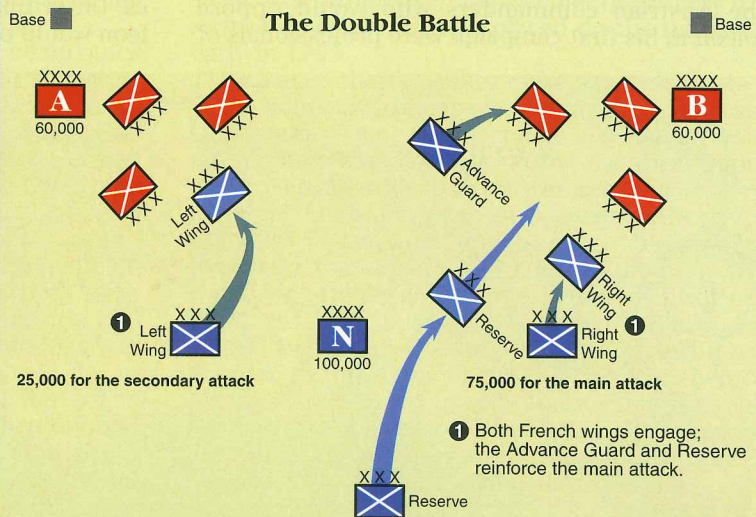 Base
The Double Battle
Base
XXXX
A
60,000
XXX
XXX
XXX
XXX
Left
Wing
XXX
Advance
Guard
XXX
XXX
XXXX
B
60,000
XXX
1
XXX
Left
Wing
25,000 for the secondary attack
XXXX
N
100,000
XXX
Reserve
XXX
Right
Wing
XXX
Right
Wing
1
75,000 for the main attack
1 Both French wings engage;
the Advance Guard and Reserve
reinforce the main attack.
XXX
Reserve